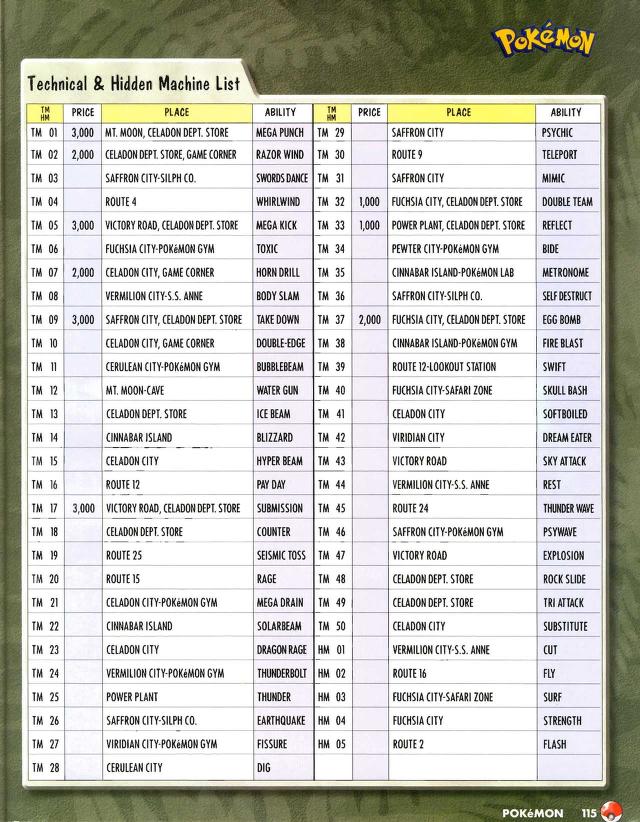 POKéMON
Technical & Hidden Machine List
TM HM PRICE PLACE ABILITY TM HM PRICE PLACE ABILITY
TM 01 3,000 MT. MOON, CELADON DEPT. STORE MEGA PUNCH TM 29 SAFFRON CITY PSYCHIC
TM 02 2,000 CELADON DEPT. STORE, GAME CORNER RAZOR WIND TM 30 ROUTE 9 TELEPORT
TM 03 SAFFRON CITY-SILPH CO. SWORDS DANCE TM 31 SAFFRON CITY MIMIC
TM 04 ROUTE 4 WHIRLWIND TM 32 1,000 FUCHSIA CITY, CELADON DEPT. STORE DOUBLE TEAM
TM 05 3,000 VICTORY ROAD, CELADON DEPT. STORE MEGA KICK TM 33 1,000 POWER PLANT, CELADON DEPT. STORE REFLECT
TM 06 FUCHSIA CITY-POKéMON GYM TOXIC TM 34 PEWTER CITY-POKéMON GYM BIDE
TM 07 2,000 CELADON CITY, GAME CORNER HORN DRILL TM 35 CINNABAR ISLAND-POKéMON LAB METRONOME
TM 08 VERMILION CITY-S.S. ANNE BODY SLAM TM 36 SAFFRON CITY-SILPH CO. SELF DESTRUCT
TM 09 3,000 SAFFRON CITY, CELADON DEPT. STORE TAKE DOWN TM 37 2,000 FUCHSIA CITY, CELADON DEPT. STORE EGG BOMB
TM 10 CELADON CITY, GAME CORNER DOUBLE-EDGE TM 38 CINNABAR ISLAND-POKéMON GYM FIRE BLAST
TM 11 CERULEAN CITY-POKéMON GYM BUBBLEBEAM TM 39 ROUTE 12-LOOKOUT STATION SWIFT
TM 12 MT. MOON-CAVE WATER GUN TM 40 FUCHSIA CITY-SAFARI ZONE SKULL BASH
TM 13 CELADON DEPT. STORE ICE BEAM TM 41 CELADON CITY SOFTBOILED
TM 14 CINNABAR ISLAND BLIZZARD TM 42 VIRIDIAN CITY DREAM EATER
TM 15 CELADON CITY HYPER BEAM TM 43 VICTORY ROAD SKY ATTACK
TM 16 ROUTE 12 PAY DAY TM 44 VERMILION CITY-S.S. ANNE REST
TM 17 3,000 VICTORY ROAD, CELADON DEPT. STORE SUBMISSION TM 45 ROUTE 24 THUNDER WAVE
TM 18 CELADON DEPT. STORE COUNTER TM 46 SAFFRON CITY-POKéMON GYM PSYWAVE
TM 19 ROUTE 25 SEISMIC TOSS TM 47 VICTORY ROAD EXPLOSION
TM 20 ROUTE 15 RAGE TM 48 CELADON DEPT. STORE ROCK SLIDE
TM 21 CELADON CITY-POKéMON GYM MEGA DRAIN TM 49 CELADON DEPT. STORE TRI ATTACK
TM 22 CINNABAR ISLAND SOLARBEAM TM 50 CELADON CITY SUBSTITUTE
TM 23 CELADON CITY DRAGON RAGE HM 01 VERMILION CITY-S.S. ANNE CUT
TM 24 VERMILION CITY-POKéMON GYM THUNDERBOLT HM 02 ROUTE 16 FLY
TM 25 POWER PLANT THUNDER HM 03 FUCHSIA CITY-SAFARI ZONE SURF
TM 26 SAFFRON CITY-SILPH CO. EARTHQUAKE HM 04 FUCHSIA CITY STRENGTH
TM 27 VIRIDIAN CITY-POKéMON GYM FISSURE HM 05 ROUTE 2 FLASH
TM 28 CERULEAN CITY DIG
POKéMON 115